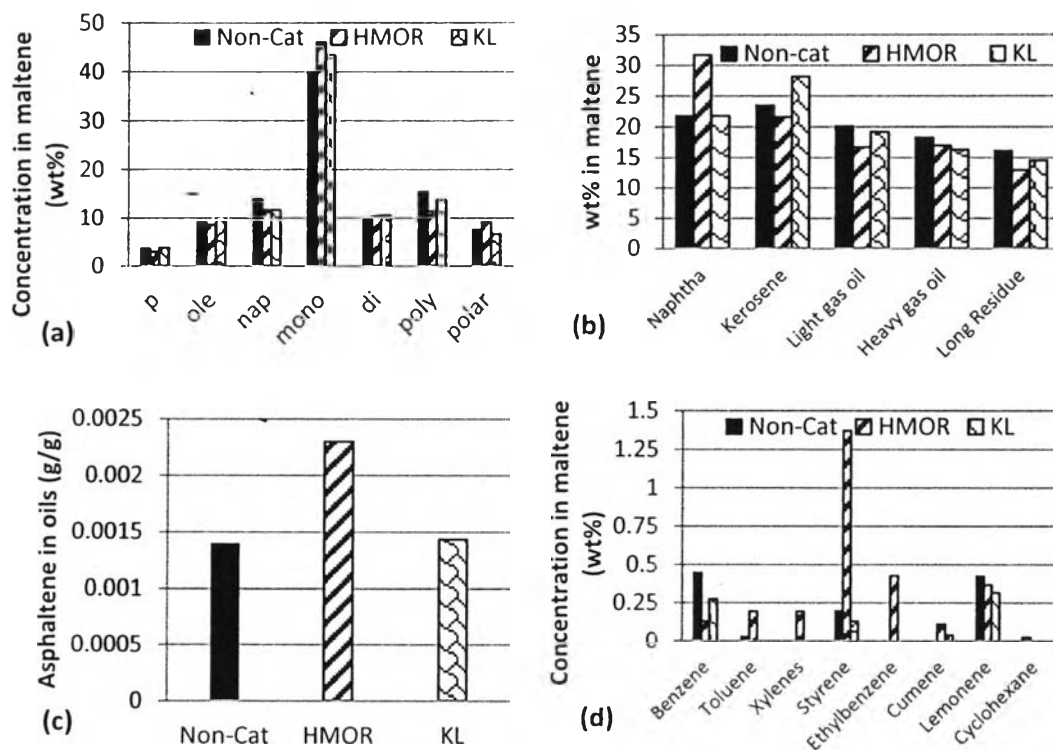 Concentration in maltene
(wt%)
50
40
30
20
10
0
Non-Cat HMOR KL
p ole nap mono di poly polar
(a)
wt% in maltene
35
30
25
20
15
10
5
0
Non-cat HMOR KL
Naphtha Kerosene Light gas oil Heavy gas oil Long Residue
(b)
Asphaltene in oils (g/g)
0.0025
0.002
0.0015
0.001
0.0005
0
Non-Cat HMOR KL
(c)
Concentration in maltene
(wt%)
1.5
1.25
1
0.75
0.5
0.25
0
Non-Cat HMOR KL
Benzene Toluene Xylenes Styrene Ethylbenzene Cumene Lemonene Cyclohexane
(d)